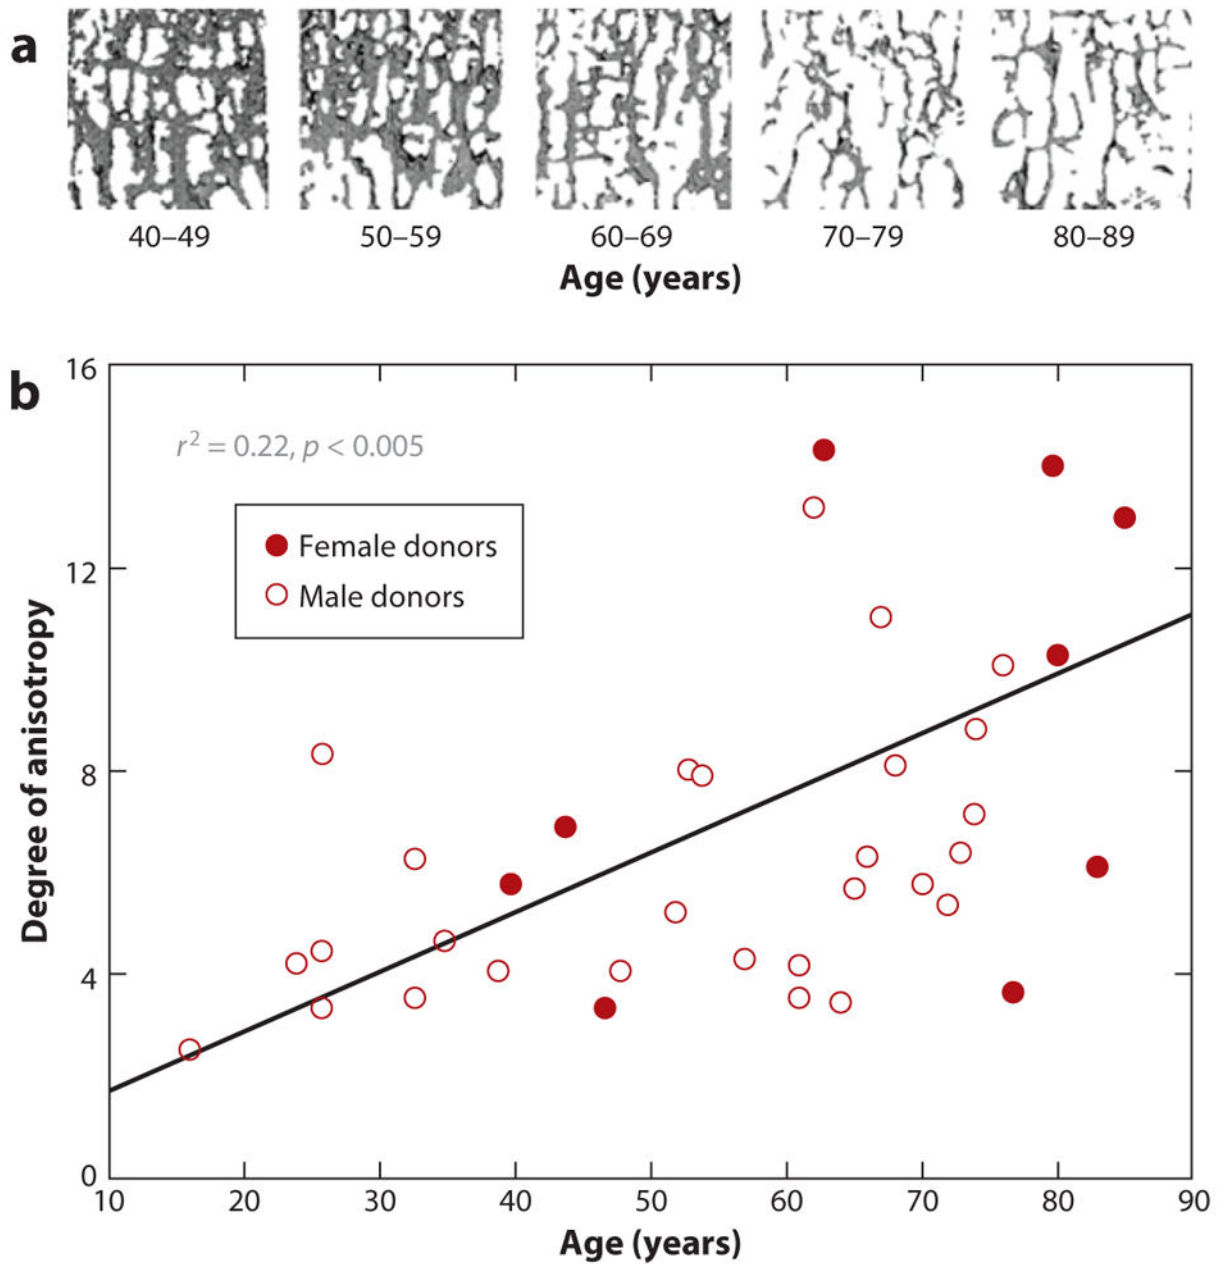 a
40–49 50–59 60–69 70–79 80–89
Age (years)
b
16
r² = 0.22, p < 0.005
Female donors
12
Male donors
Degree of anisotropy
8
4
0
10 20 30 40 50 60 70 80 90
Age (years)